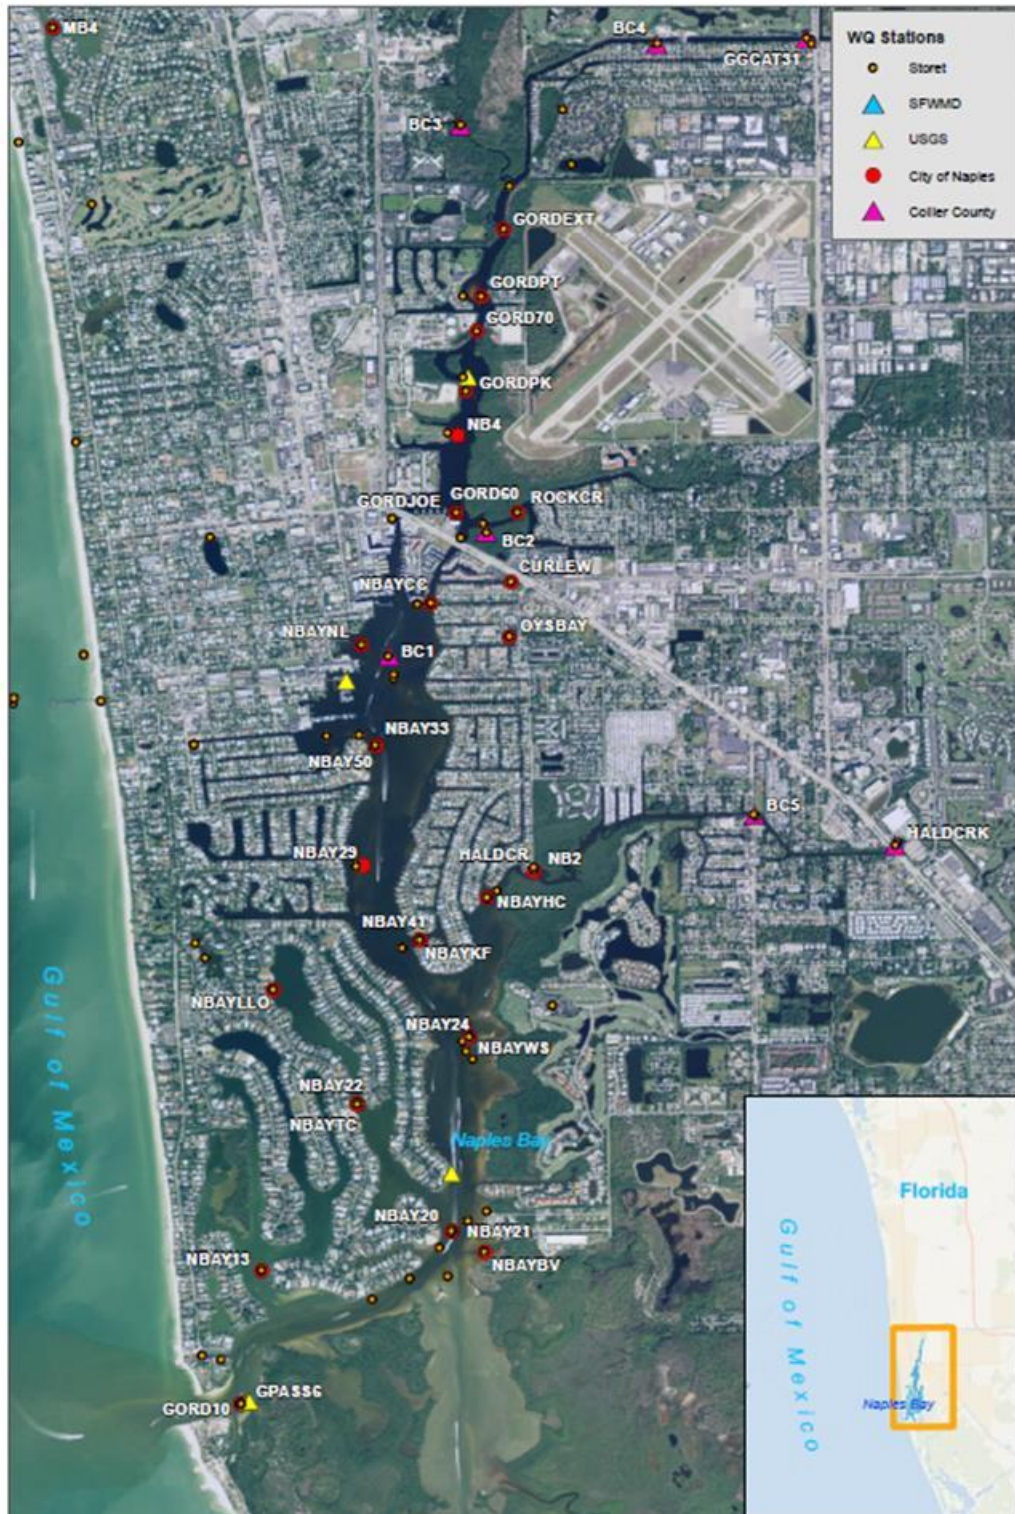 MB4
BC4
GGCAT31
WQ Stations
Storet
SFWMD
USGS
City of Naples
Collier County
BC3
GORDEXT
GORDPT
GORD70
GORDPK
NB4
GORDJOE
GORD60
ROCKCR
BC2
CURLEW
NBAYCC
OYSBAY
NBAYNL
BC1
NBAY33
NBAY50
BC5
HALDCRK
NBAY29
HALDCR
NB2
NBAYHC
NBAY41
NBAYKF
NBAYLLO
NBAY24
NBAYWS
NBAY22
NBAYTC
Naples Bay
Gulf of Mexico
NBAY20
NBAY21
NBAYBV
NBAY13
GPASS6
GORD10
Florida
Gulf of Mexico
Naples Bay